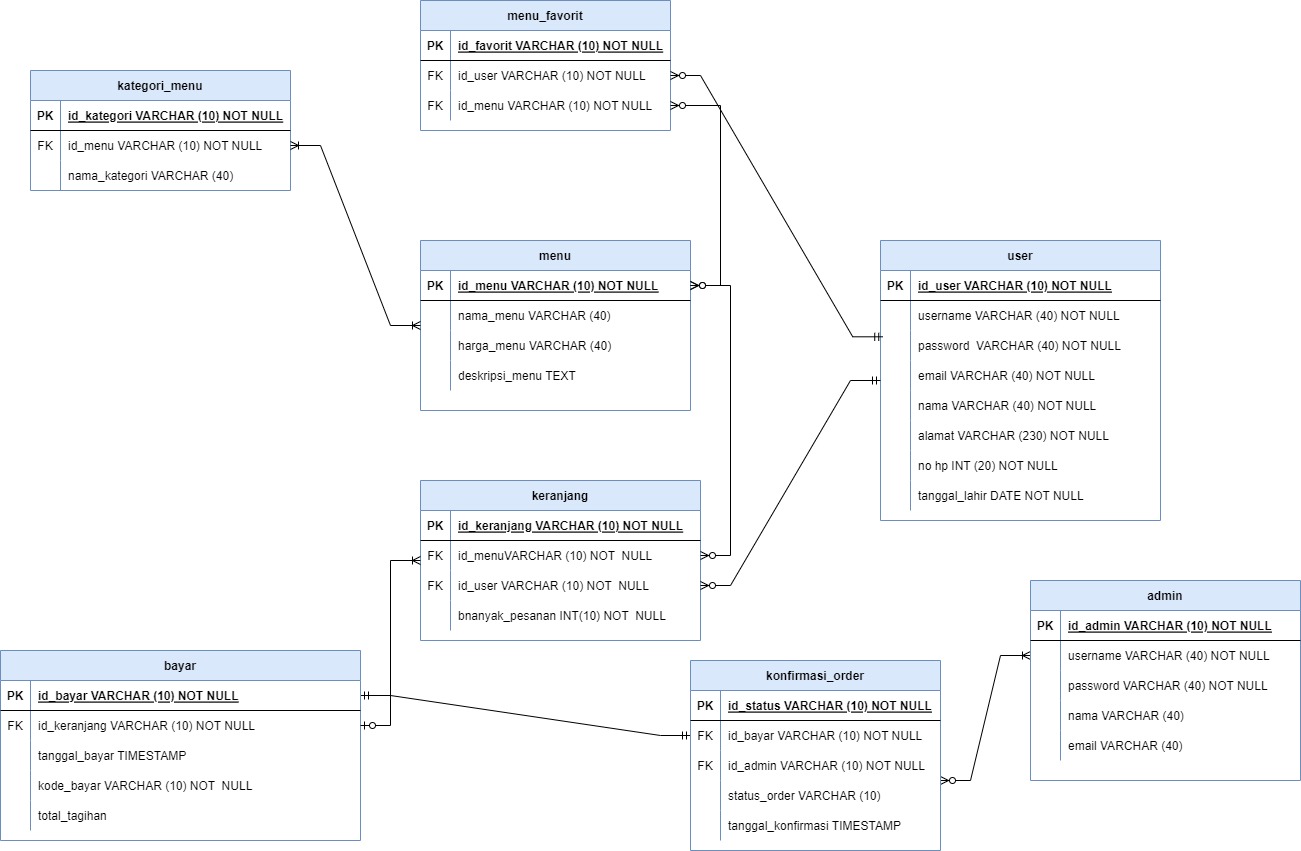 menu_favorit
PK id_favorit VARCHAR (10) NOT NULL
FK id_user VARCHAR (10) NOT NULL
FK id_menu VARCHAR (10) NOT NULL
kategori_menu
PK id_kategori VARCHAR (10) NOT NULL
FK id_menu VARCHAR (10) NOT NULL
nama_kategori VARCHAR (40)
menu
PK id_menu VARCHAR (10) NOT NULL
nama_menu VARCHAR (40)
harga_menu VARCHAR (40)
deskripsi_menu TEXT
user
PK id_user VARCHAR (10) NOT NULL
username VARCHAR (40) NOT NULL
password  VARCHAR (40) NOT NULL
email VARCHAR (40) NOT NULL
nama VARCHAR (40) NOT NULL
alamat VARCHAR (230) NOT NULL
no hp INT (20) NOT NULL
tanggal_lahir DATE NOT NULL
keranjang
PK id_keranjang VARCHAR (10) NOT NULL
FK id_menuVARCHAR (10) NOT  NULL
FK id_user VARCHAR (10) NOT  NULL
bnanyak_pesanan INT(10) NOT  NULL
admin
PK id_admin VARCHAR (10) NOT NULL
username VARCHAR (40) NOT NULL
password VARCHAR (40) NOT NULL
nama VARCHAR (40)
email VARCHAR (40)
bayar
PK id_bayar VARCHAR (10) NOT NULL
FK id_keranjang VARCHAR (10) NOT NULL
tanggal_bayar TIMESTAMP
kode_bayar VARCHAR (10) NOT  NULL
total_tagihan
konfirmasi_order
PK id_status VARCHAR (10) NOT NULL
FK id_bayar VARCHAR (10) NOT NULL
FK id_admin VARCHAR (10) NOT NULL
status_order VARCHAR (10)
tanggal_konfirmasi TIMESTAMP